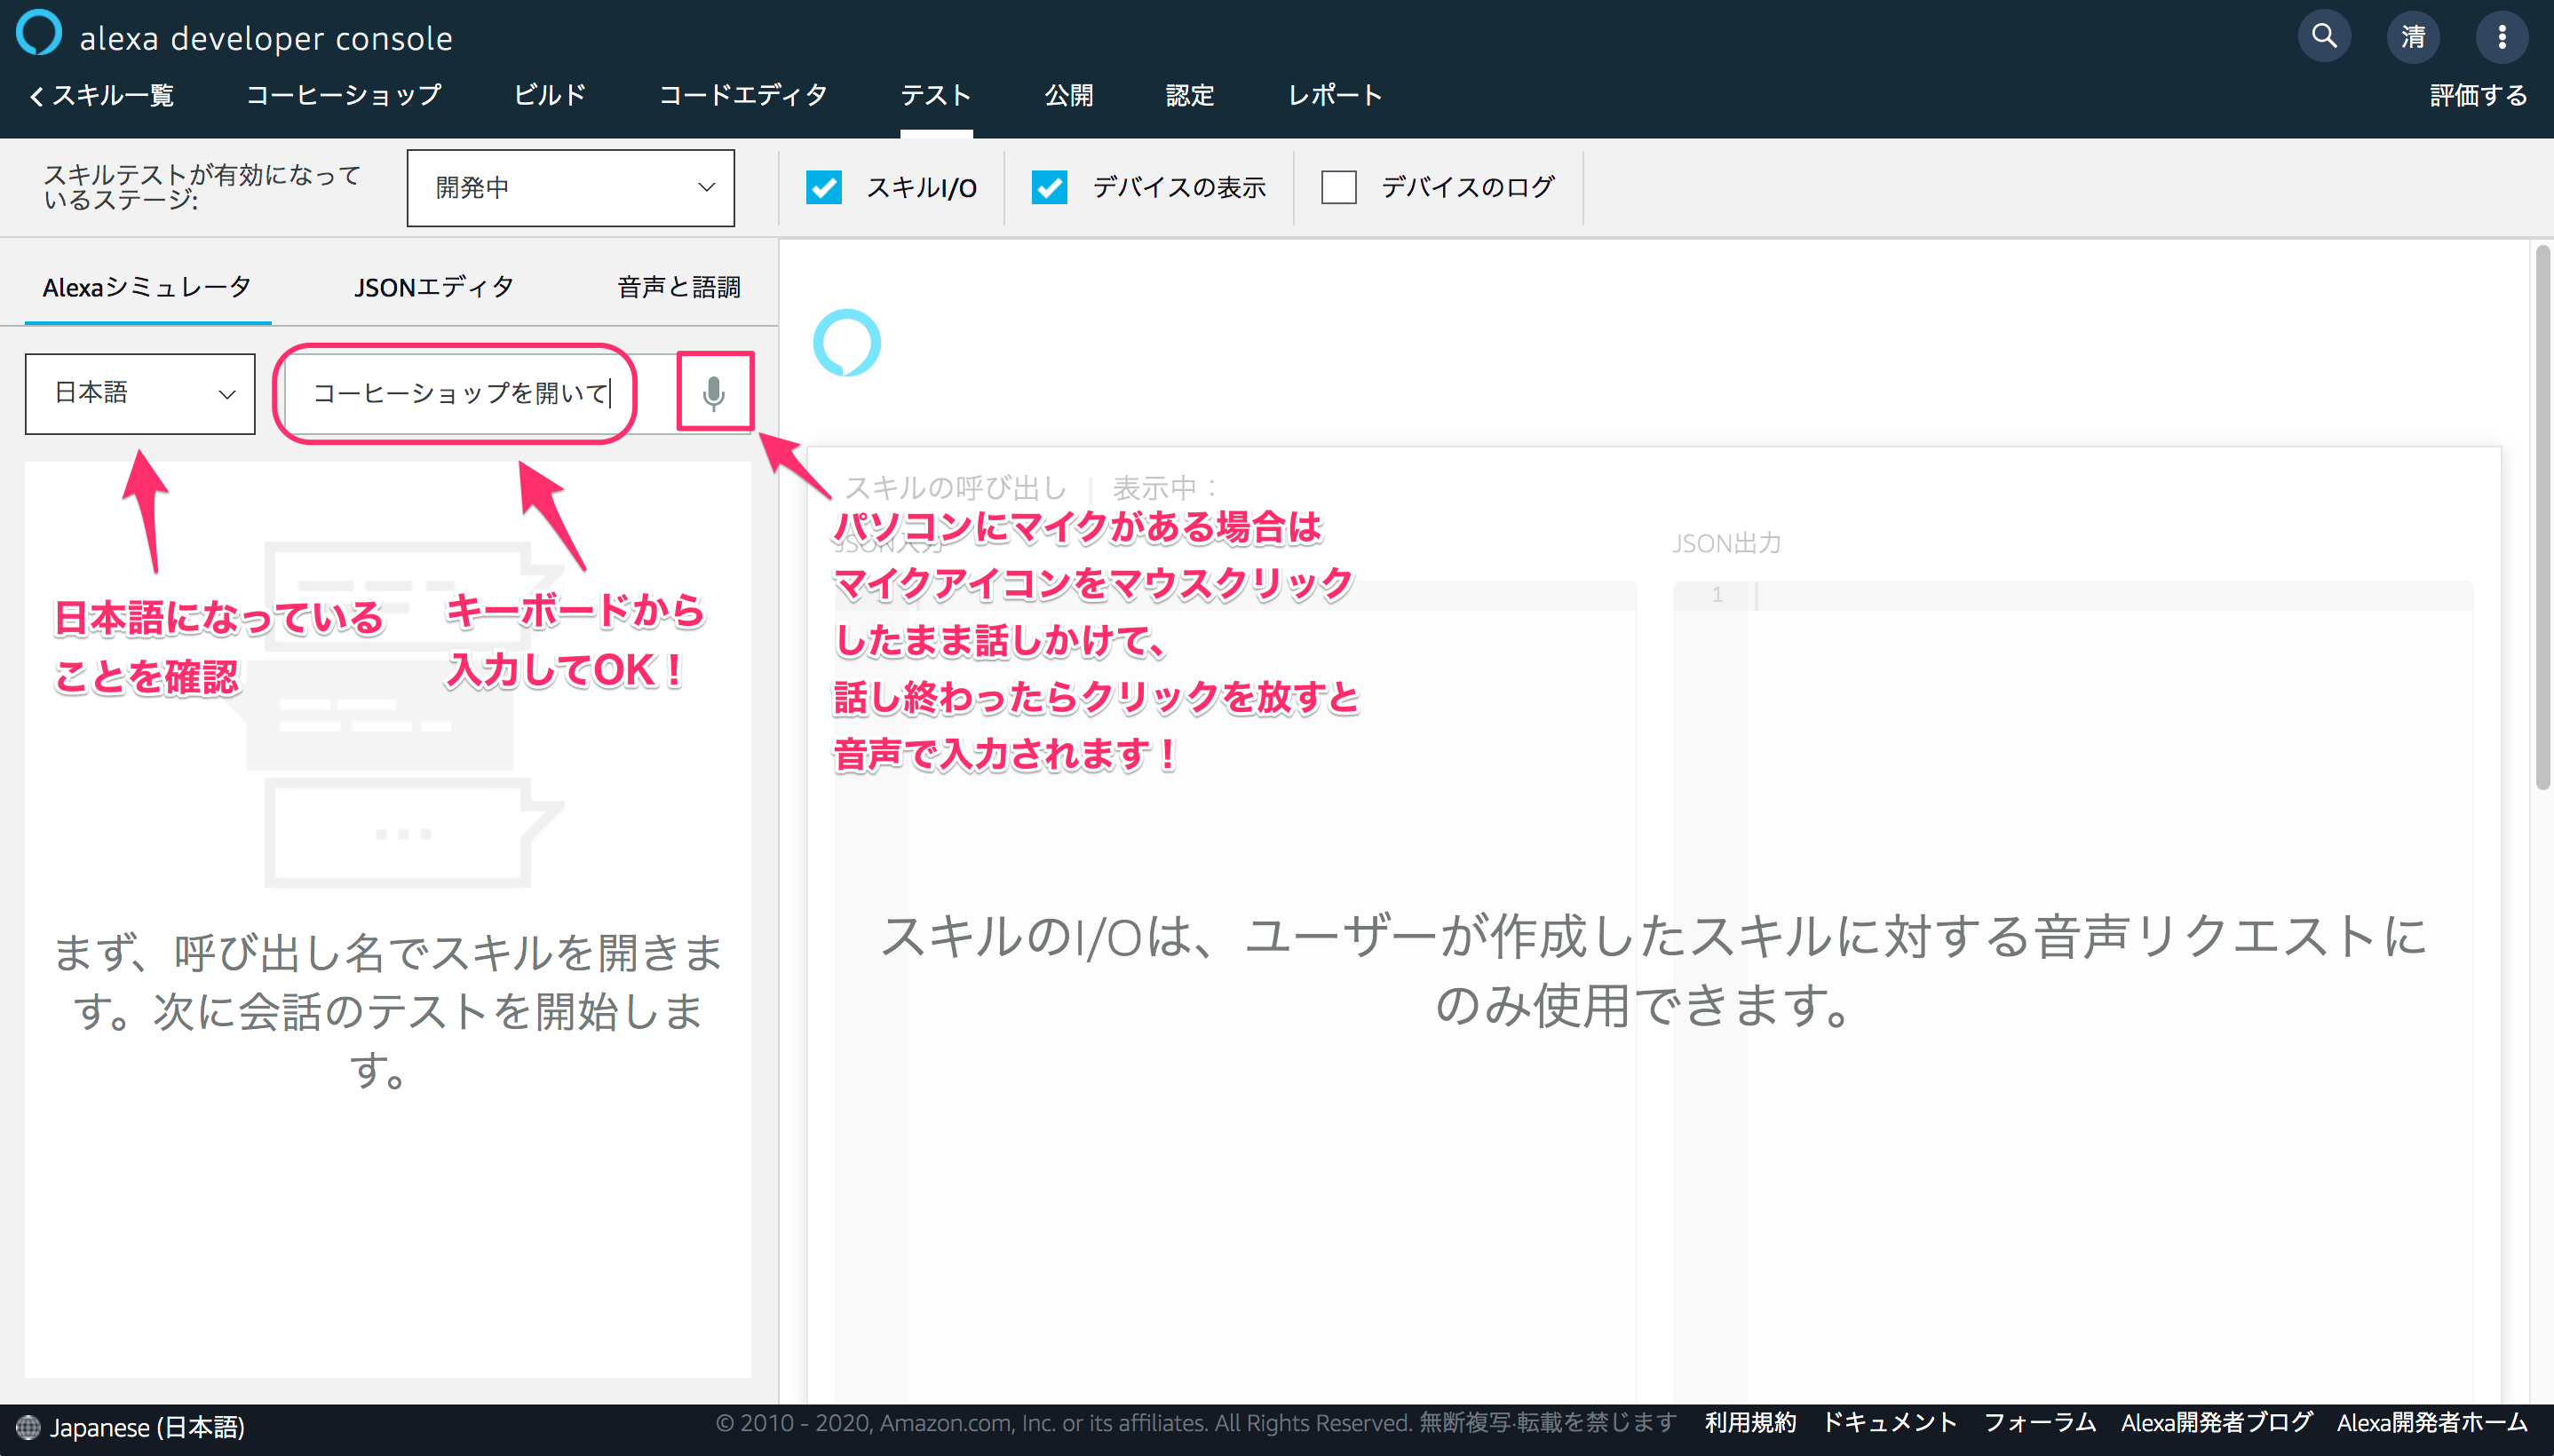 alexa developer console
清
スキル一覧 コーヒーショップ ビルド コードエディタ テスト 公開 認定 レポート 評価する
スキルテストが有効になって
いるステージ:
開発中
スキルI/O デバイスの表示 デバイスのログ
Alexaシミュレータ JSONエディタ 音声と語調
日本語
コーヒーショップを開いて
日本語になっている
ことを確認
キーボードから
入力してOK！
まず、呼び出し名でスキルを開きま
す。次に会話のテストを開始しま
す。
スキルの呼び出し | 表示中：
パソコンにマイクがある場合は
マイクアイコンをマウスクリック
したまま話しかけて、
話し終わったらクリックを放すと
音声で入力されます！
JSON入力
JSON出力
1
スキルのI/Oは、ユーザーが作成したスキルに対する音声リクエストに
のみ使用できます。
Japanese (日本語)
© 2010 - 2020, Amazon.com, Inc. or its affiliates. All Rights Reserved. 無断複写·転載を禁じます 利用規約 ドキュメント フォーラム Alexa開発者ブログ Alexa開発者ホーム